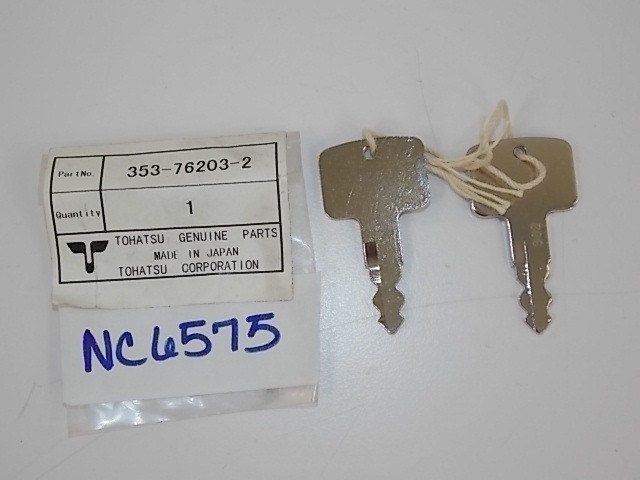 Part No. 353-76203-2
Quantity 1
TOHATSU GENUINE PARTS
MADE IN JAPAN
TOHATSU CORPORATION
NC6575